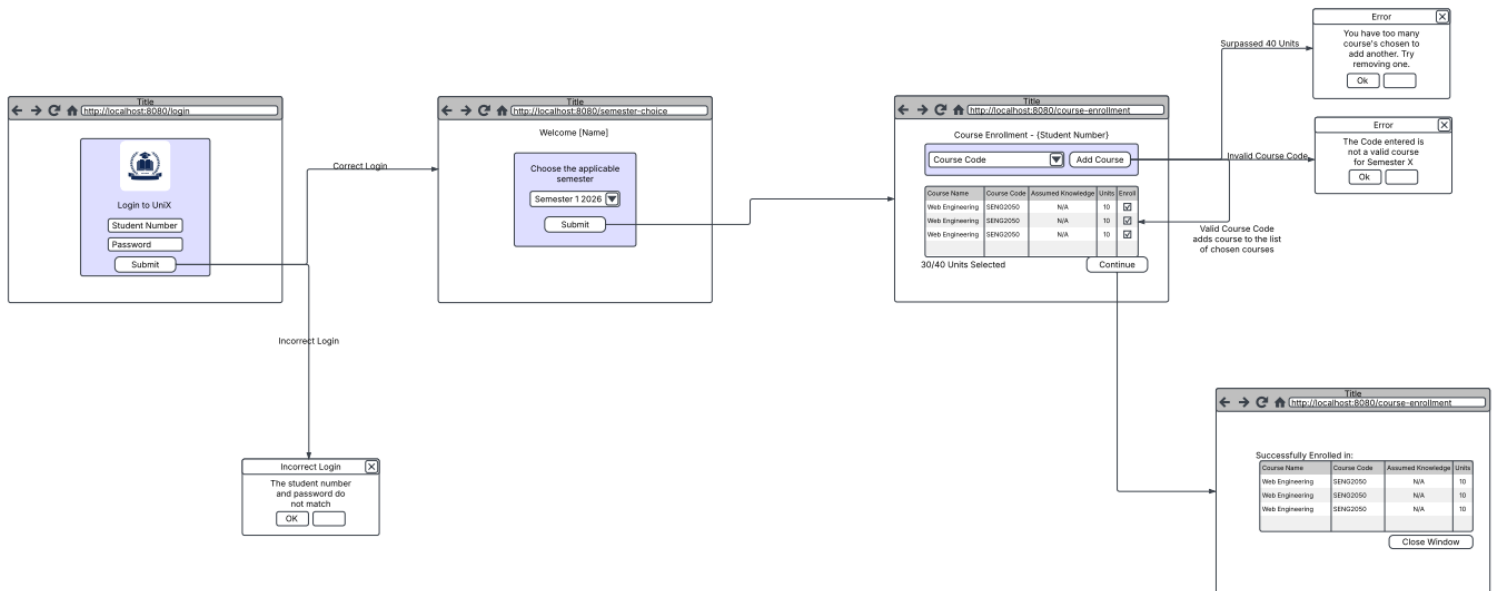 Title
http://localhost:8080/login
Login to UniX
Student Number
Password
Submit
Correct Login
Incorrect Login
Incorrect Login
The student number
and password do
not match
OK
Title
http://localhost:8080/semester-choice
Welcome [Name]
Choose the applicable
semester
Semester 1 2026
Submit
Title
http://localhost:8080/course-enrollment
Course Enrollment - {Student Number}
Course Code
Add Course
Course Name Course Code Assumed Knowledge Units Enroll
Web Engineering SENG2050 N/A 10
Web Engineering SENG2050 N/A 10
Web Engineering SENG2050 N/A 10
30/40 Units Selected
Continue
Surpassed 40 Units
Error
You have too many
course's chosen to
add another. Try
removing one.
Ok
Invalid Course Code
Error
The Code entered is
not a valid course
for Semester X
Ok
Valid Course Code
adds course to the list
of chosen courses
Title
http://localhost:8080/course-enrollment
Successfully Enrolled in:
Course Name Course Code Assumed Knowledge Units
Web Engineering SENG2050 N/A 10
Web Engineering SENG2050 N/A 10
Web Engineering SENG2050 N/A 10
Close Window